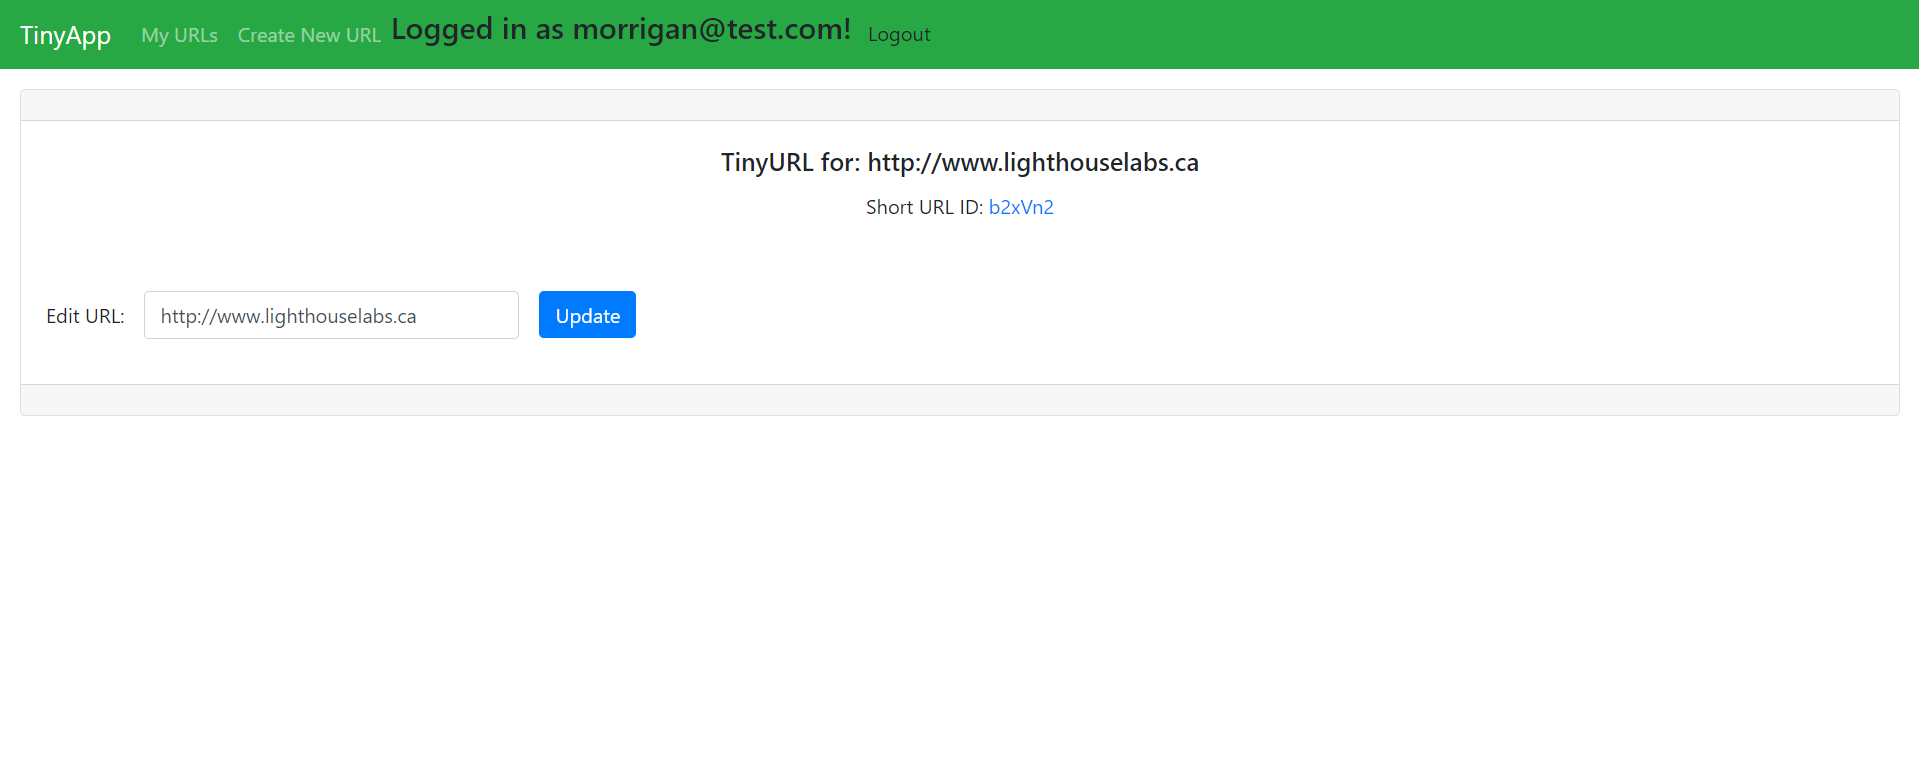 TinyApp My URLs Create New URL Logged in as morrigan@test.com! Logout
TinyURL for: http://www.lighthouselabs.ca
Short URL ID: b2xVn2
Edit URL: http://www.lighthouselabs.ca Update